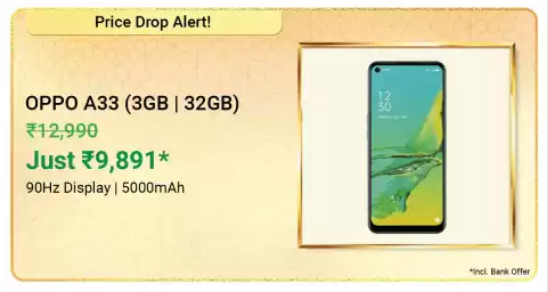 Price Drop Alert!
OPPO A33 (3GB | 32GB)
₹12,990
Just ₹9,891*
90Hz Display | 5000mAh
12
30
*Incl. Bank Offer